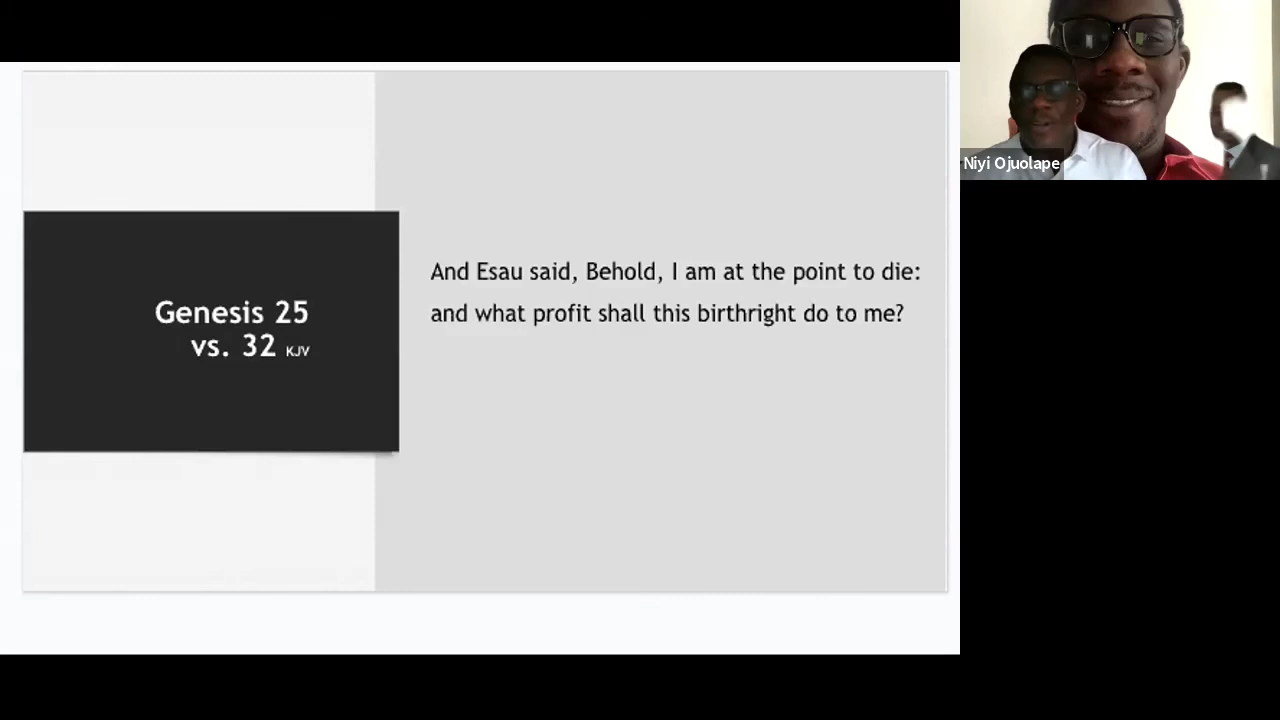 Genesis 25
vs. 32 KJV
And Esau said, Behold, I am at the point to die:
and what profit shall this birthright do to me?
Niyi Ojuolape